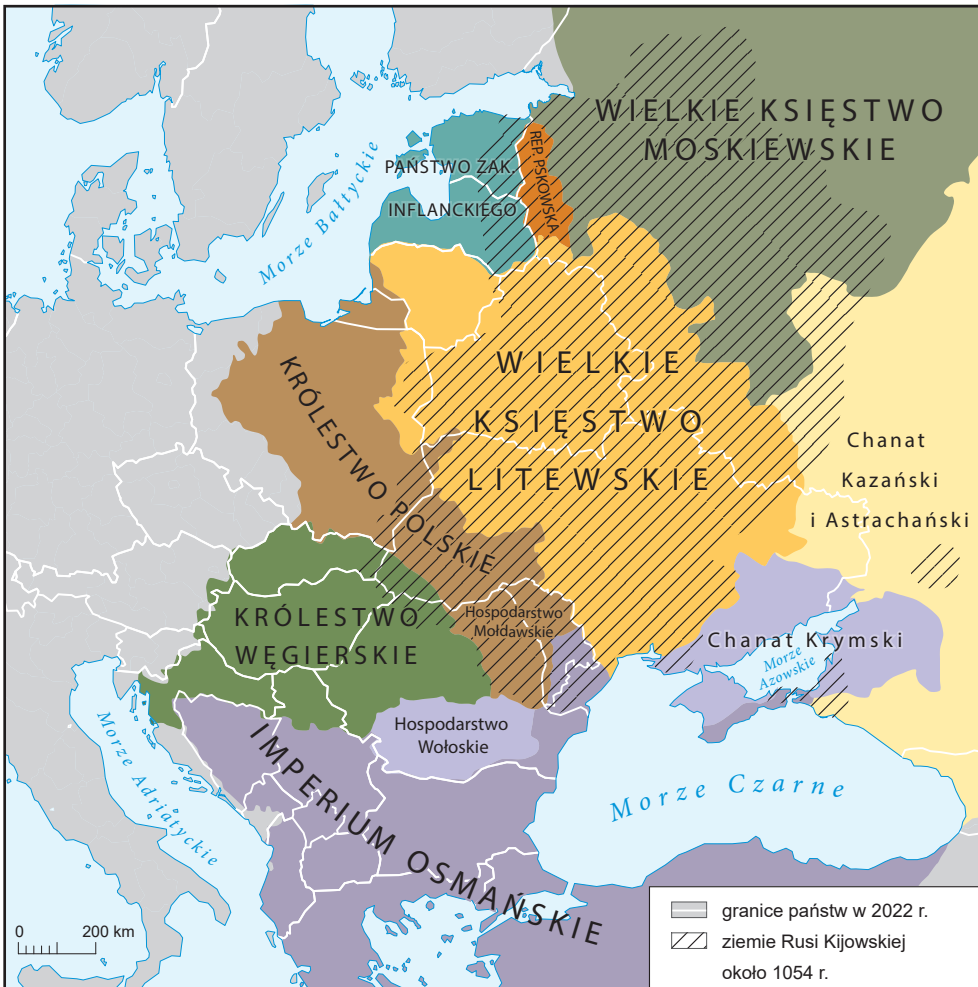 WIELKIE KSIĘSTWO
MOSKIEWSKIE
PAŃSTWO ZAK.
INFLANCKIEGO
REP. PSKOWSKA
Morze Bałtyckie
WIELKIE
KSIĘSTWO
LITEWSKIE
KRÓLESTWO POLSKIE
Chanat
Kazański
i Astrachański
KRÓLESTWO
WĘGIERSKIE
Hospodarstwo
Mołdawskie
Chanat Krymski
Morze
Azowskie
Hospodarstwo
Wołoskie
IMPERIUM OSMAŃSKIE
Morze Adriatyckie
Morze Czarne
0 200 km
granice państw w 2022 r.
ziemie Rusi Kijowskiej
około 1054 r.